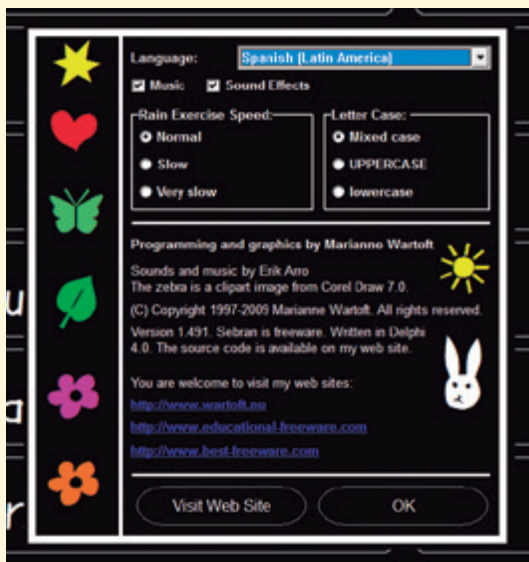 Language: Spanish (Latin America)
Music Sound Effects
Rain Exercise Speed: Letter Case:
Normal Mixed case
Slow UPPERCASE
Very slow lowercase
Programming and graphics by Marianne Wartoft
Sounds and music by Erik Arro
The zebra is a clipart image from Corel Draw 7.0.
(C) Copyright 1997-2009 Marianne Wartoft. All rights reserved.
Version 1.491. Sebran is freeware. Written in Delphi
4.0. The source code is available on my web site.
You are welcome to visit my web sites:
http://www.wartoft.nu
http://www.educational-freeware.com
http://www.best-freeware.com
Visit Web Site OK
u
a
r